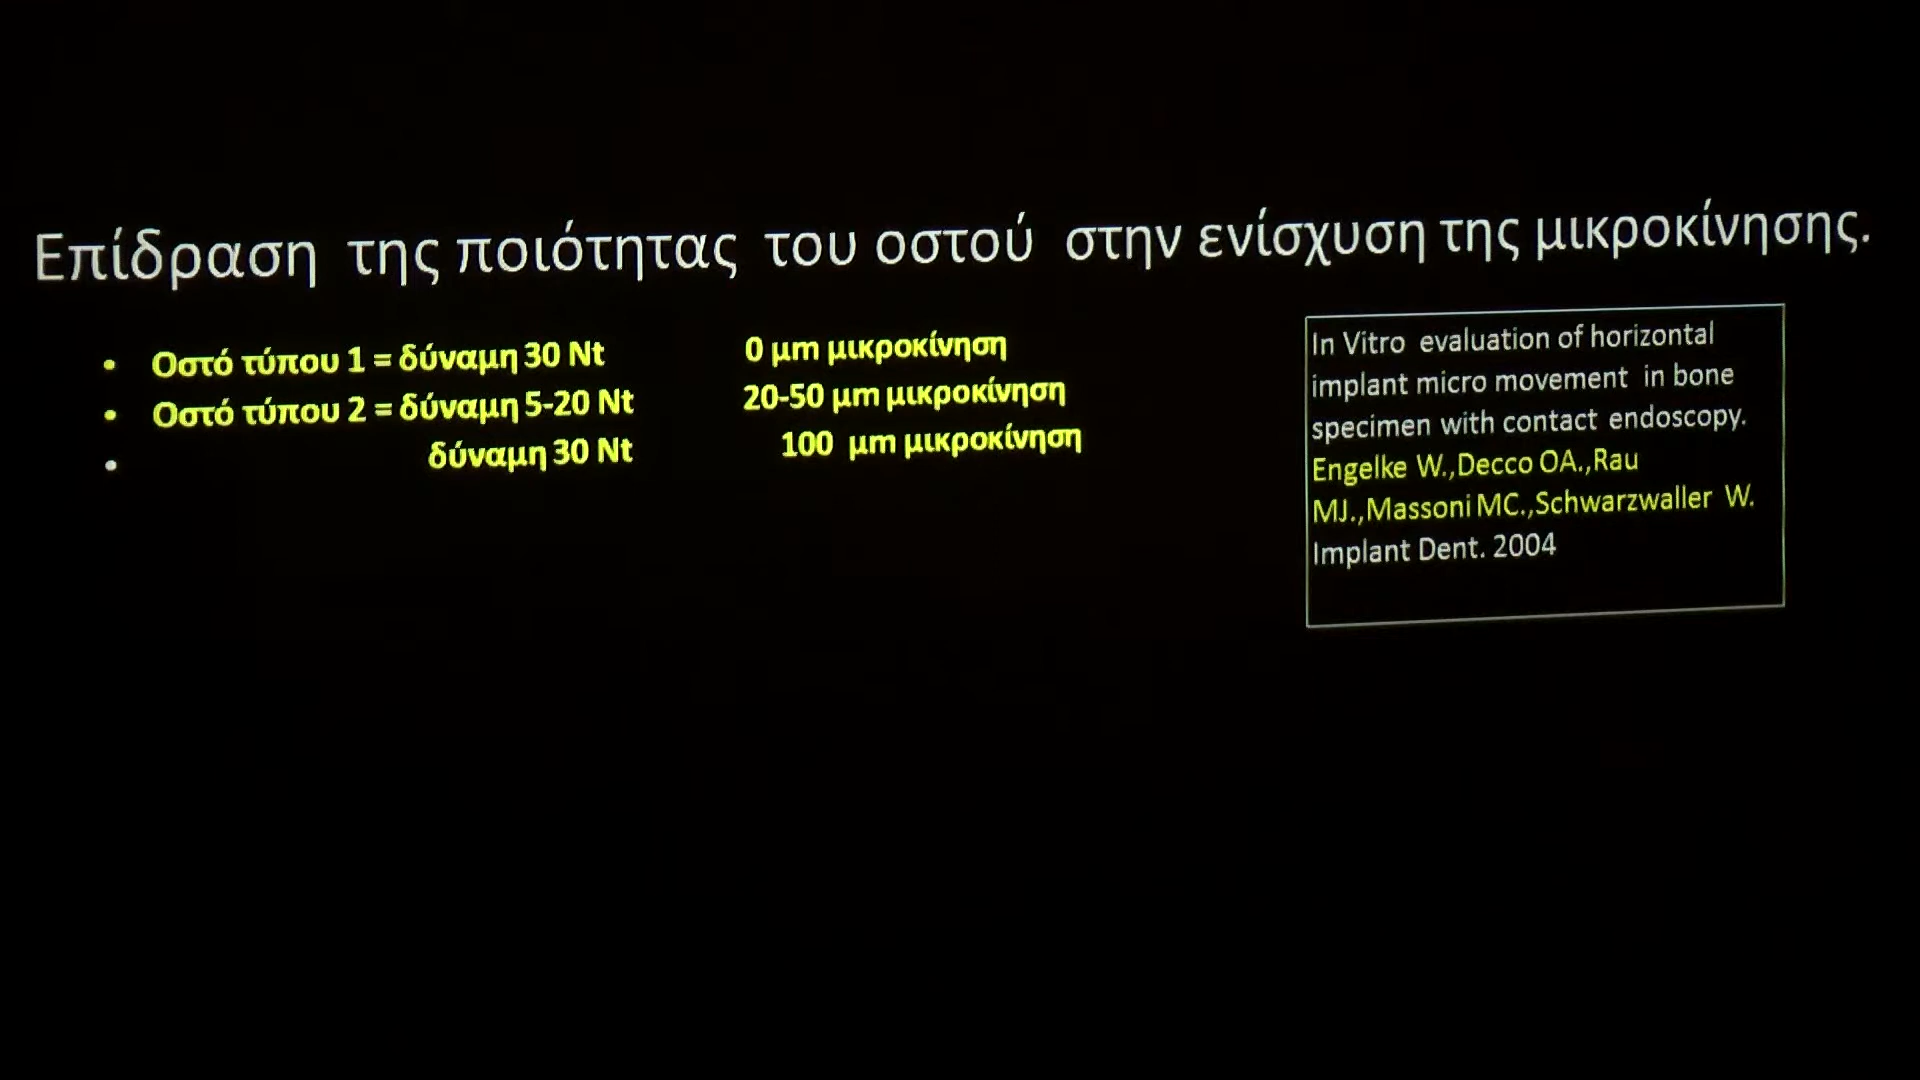 Επίδραση της ποιότητας του οστού στην ενίσχυση της μικροκίνησης.
• Οστό τύπου 1 = δύναμη 30 Nt 0 μm μικροκίνηση
• Οστό τύπου 2 = δύναμη 5-20 Nt 20-50 μm μικροκίνηση
• δύναμη 30 Nt 100 μm μικροκίνηση
In Vitro evaluation of horizontal
implant micro movement in bone
specimen with contact endoscopy.
Engelke W.,Decco OA.,Rau
MJ.,Massoni MC.,Schwarzwaller W.
Implant Dent. 2004